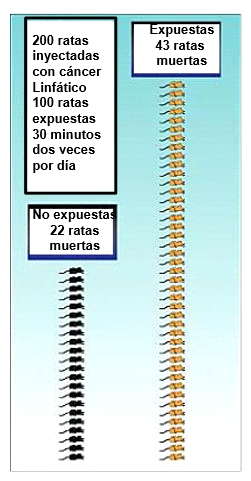 200 ratas
inyectadas
con cáncer
Linfático
100 ratas
expuestas
30 minutos
dos veces
por día
Expuestas
43 ratas
muertas
No expuestas
22 ratas
muertas